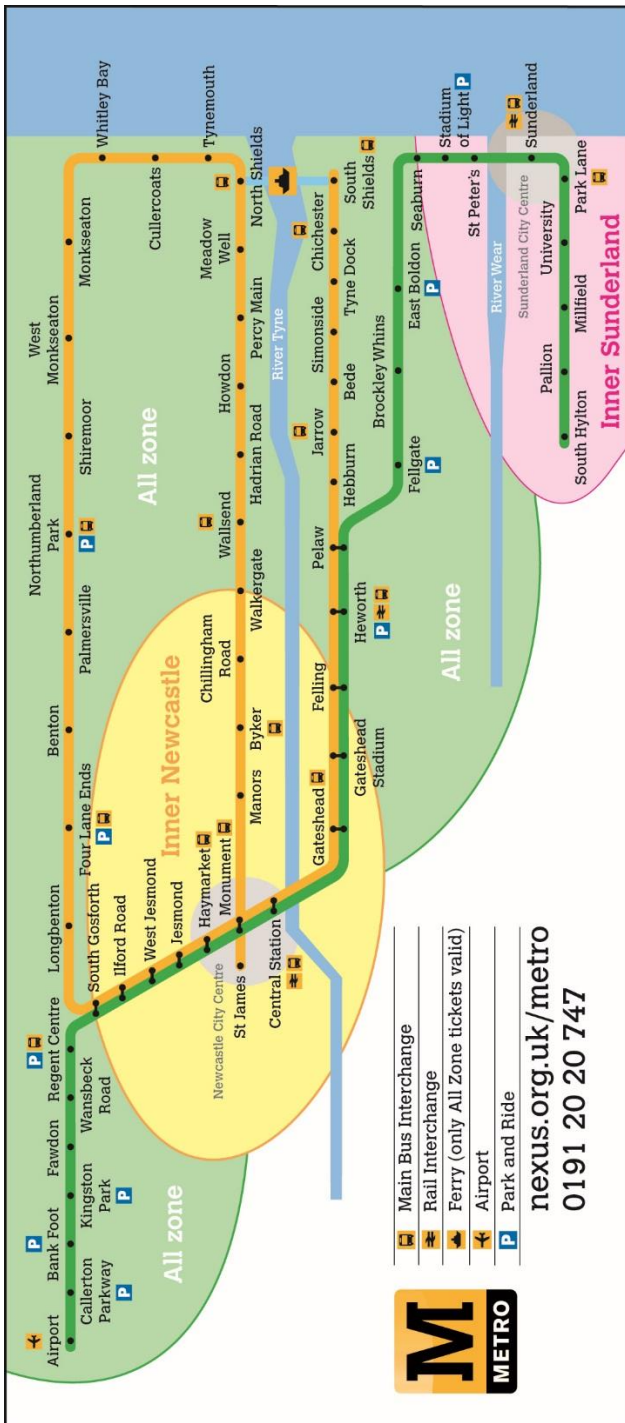 Airport
Callerton
Parkway
Bank Foot
Kingston
Park
Fawdon
Wansbeck
Road
Regent Centre
South Gosforth
Longbenton
Four Lane Ends
Benton
Palmersville
Northumberland
Park
Shiremoor
West
Monkseaton
Monkseaton
Whitley Bay
Cullercoats
Tynemouth
North Shields
Meadow
Well
Percy Main
Howdon
Hadrian Road
Wallsend
Walkergate
Chillingham
Road
Byker
Manors
Monument
St James
Ilford Road
West Jesmond
Jesmond
Haymarket
Newcastle City Centre
Central Station
Gateshead
Gateshead
Stadium
Felling
Heworth
Pelaw
Hebburn
Jarrow
Bede
Simonside
Tyne Dock
Chichester
South
Shields
Fellgate
Brockley Whins
East Boldon
Seaburn
Stadium
of Light
St Peter's
Sunderland
Sunderland City Centre
Park Lane
University
Millfield
Pallion
South Hylton
All zone
All zone
All zone
Inner Newcastle
Inner Sunderland
River Tyne
River Wear
P
P
P
P
P
P
P
P
P
P
M
METRO
Main Bus Interchange
Rail Interchange
Ferry (only All Zone tickets valid)
Airport
P Park and Ride
nexus.org.uk/metro
0191 20 20 747